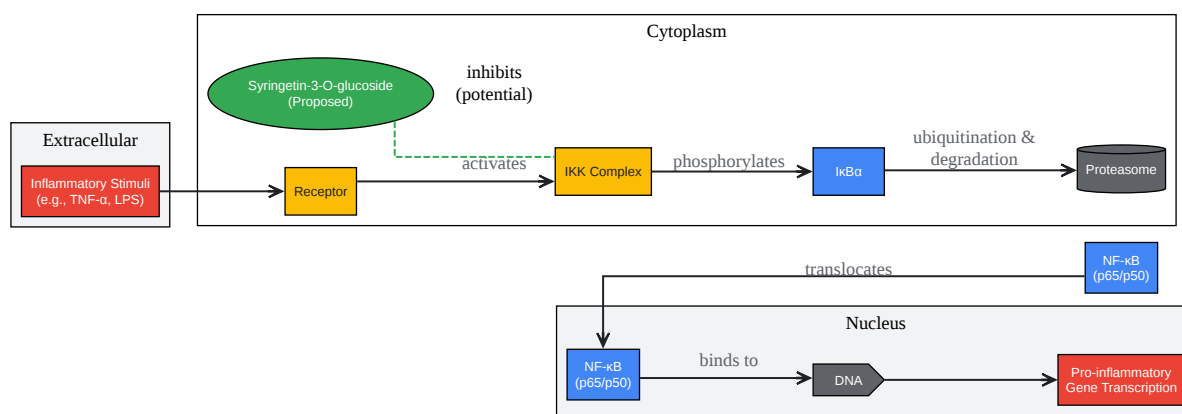 Cytoplasm
Syringetin-3-O-glucoside
(Proposed)
inhibits
(potential)
Extracellular
Inflammatory Stimuli
(e.g., TNF-α, LPS)
Receptor
activates
IKK Complex
phosphorylates
IκBα
ubiquitination &
degradation
Proteasome
translocates
NF-κB
(p65/p50)
Nucleus
NF-κB
(p65/p50)
binds to
DNA
Pro-inflammatory
Gene Transcription